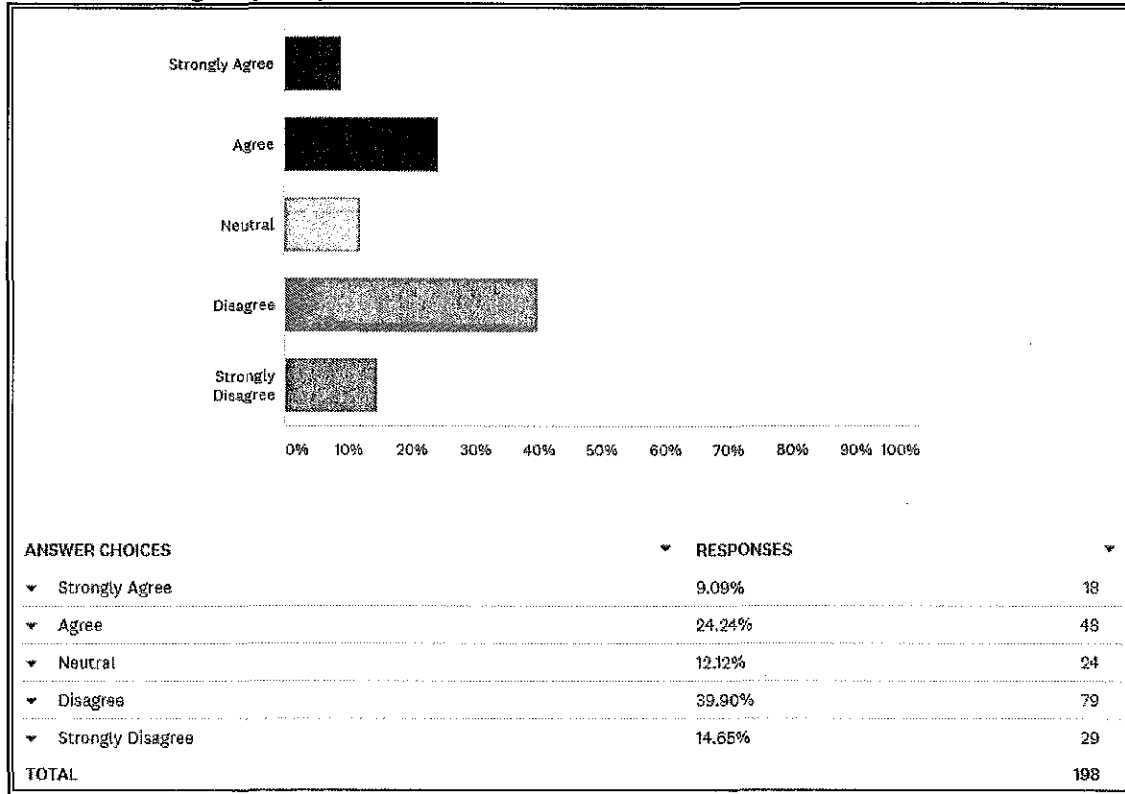 Strongly Agree
Agree
Neutral
Disagree
Strongly
Disagree
0% 10% 20% 30% 40% 50% 60% 70% 80% 90% 100%
ANSWER CHOICES RESPONSES
Strongly Agree 9.09% 18
Agree 24.24% 48
Neutral 12.12% 24
Disagree 39.90% 79
Strongly Disagree 14.65% 29
TOTAL 198